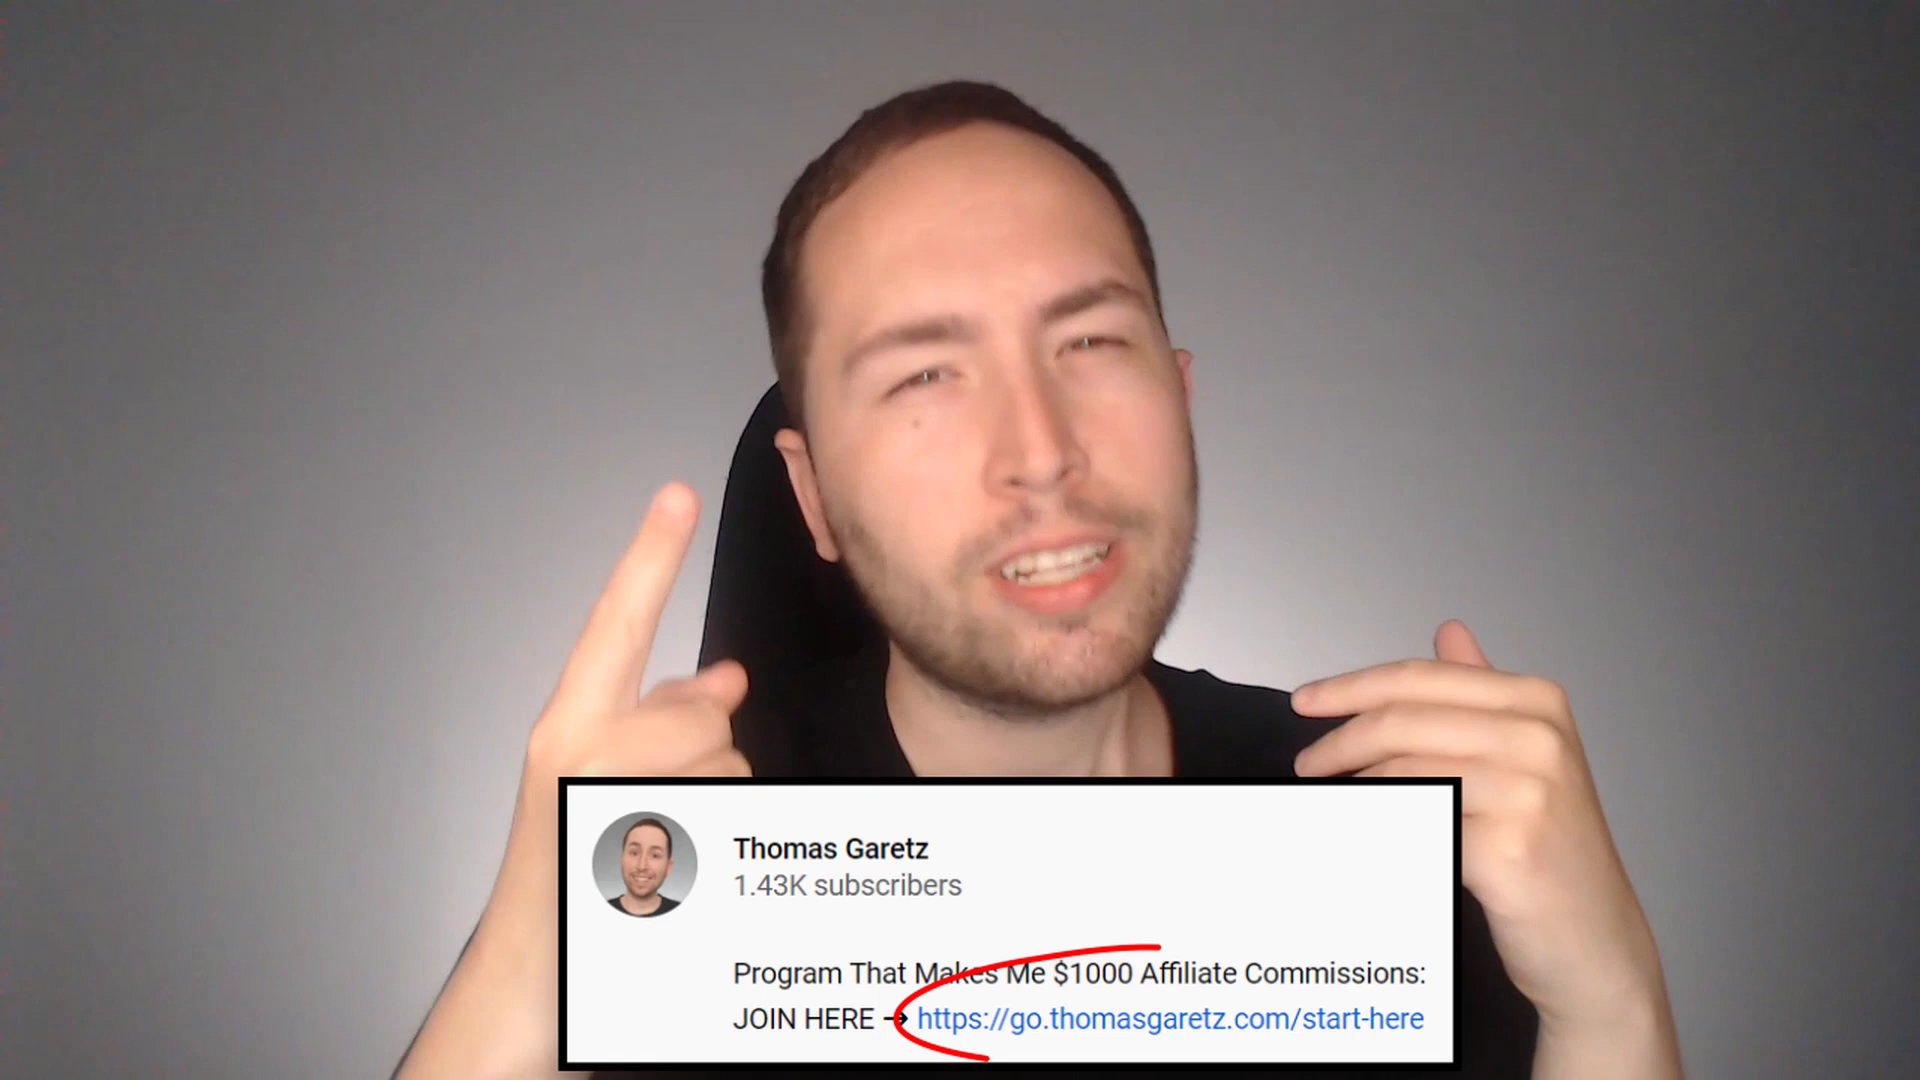 Thomas Garetz
1.43K subscribers
Program That Makes Me $1000 Affiliate Commissions:
JOIN HERE → https://go.thomasgaretz.com/start-here